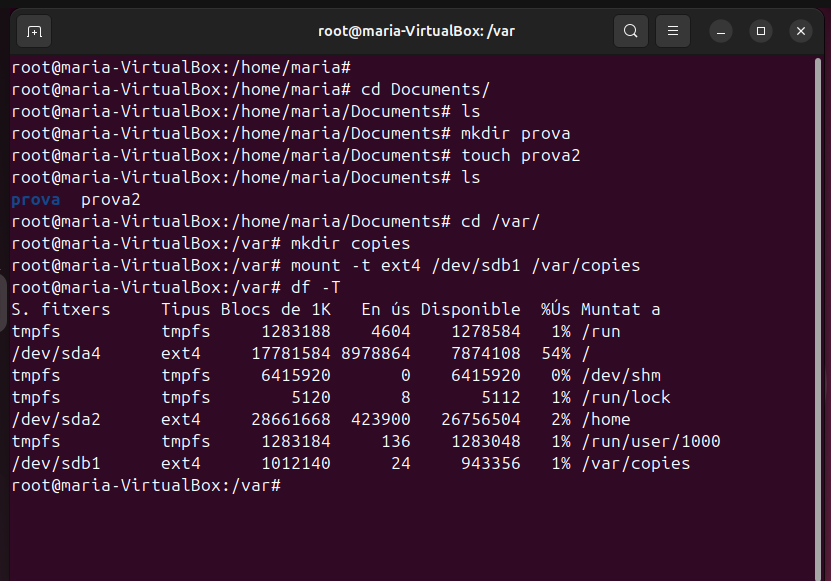 root@maria-VirtualBox: /var
root@maria-VirtualBox:/home/maria#
root@maria-VirtualBox:/home/maria# cd Documents/
root@maria-VirtualBox:/home/maria/Documents# ls
root@maria-VirtualBox:/home/maria/Documents# mkdir prova
root@maria-VirtualBox:/home/maria/Documents# touch prova2
root@maria-VirtualBox:/home/maria/Documents# ls
prova  prova2
root@maria-VirtualBox:/home/maria/Documents# cd /var/
root@maria-VirtualBox:/var# mkdir copies
root@maria-VirtualBox:/var# mount -t ext4 /dev/sdb1 /var/copies
root@maria-VirtualBox:/var# df -T
S. fitxers     Tipus Blocs de 1K   En ús Disponible  %Ús Muntat a
tmpfs          tmpfs     1283188    4604    1278584   1% /run
/dev/sda4      ext4     17781584 8978864    7874108  54% /
tmpfs          tmpfs     6415920       0    6415920   0% /dev/shm
tmpfs          tmpfs        5120       8       5112   1% /run/lock
/dev/sda2      ext4     28661668  423900   26756504   2% /home
tmpfs          tmpfs     1283184     136    1283048   1% /run/user/1000
/dev/sdb1      ext4      1012140      24     943356   1% /var/copies
root@maria-VirtualBox:/var#